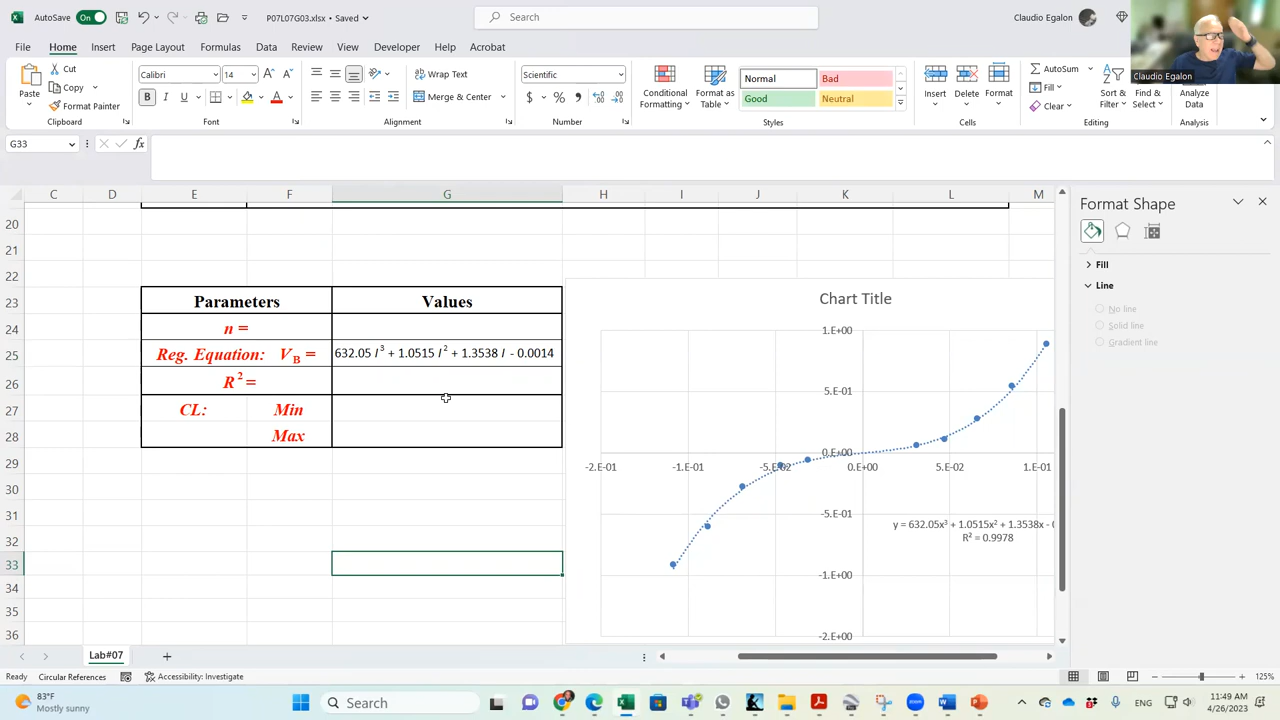 AutoSave On P07L07G03.xlsx • Saved Search Claudio Egalon
Claudio Egalon
File Home Insert Page Layout Formulas Data Review View Developer Help Acrobat
Paste Cut Copy Format Painter Clipboard
Calibri 14 B I U A Font
Wrap Text Merge & Center Alignment
Scientific $ % Number
Conditional Formatting Format as Table Normal Bad Good Neutral Styles
Insert Delete Format Cells
AutoSum Fill Clear Sort & Filter Find & Select Editing
Analyze Data Analysis
G33 fx
C D E F G H I J K L M
20
21
22
23 Parameters Values
24 n =
25 Reg. Equation: V B = 632.05 I 3 + 1.0515 I 2 + 1.3538 I - 0.0014
26 R 2 =
27 CL: Min
28 Max
29
30
31
32
33
34
35
36
Chart Title
1.E+00
5.E-01
0.E+00
-2.E-01 -1.E-01 -5.E-02 0.E+00 5.E-02 1.E-01
-5.E-01
y = 632.05x³ + 1.0515x² + 1.3538x - 0
R² = 0.9978
-1.E+00
-2.E+00
Format Shape
Fill
Line
No line
Solid line
Gradient line
Lab#07
Ready Circular References Accessibility: Investigate 125%
83°F
Mostly sunny
Search
ENG
11:49 AM
4/26/2023